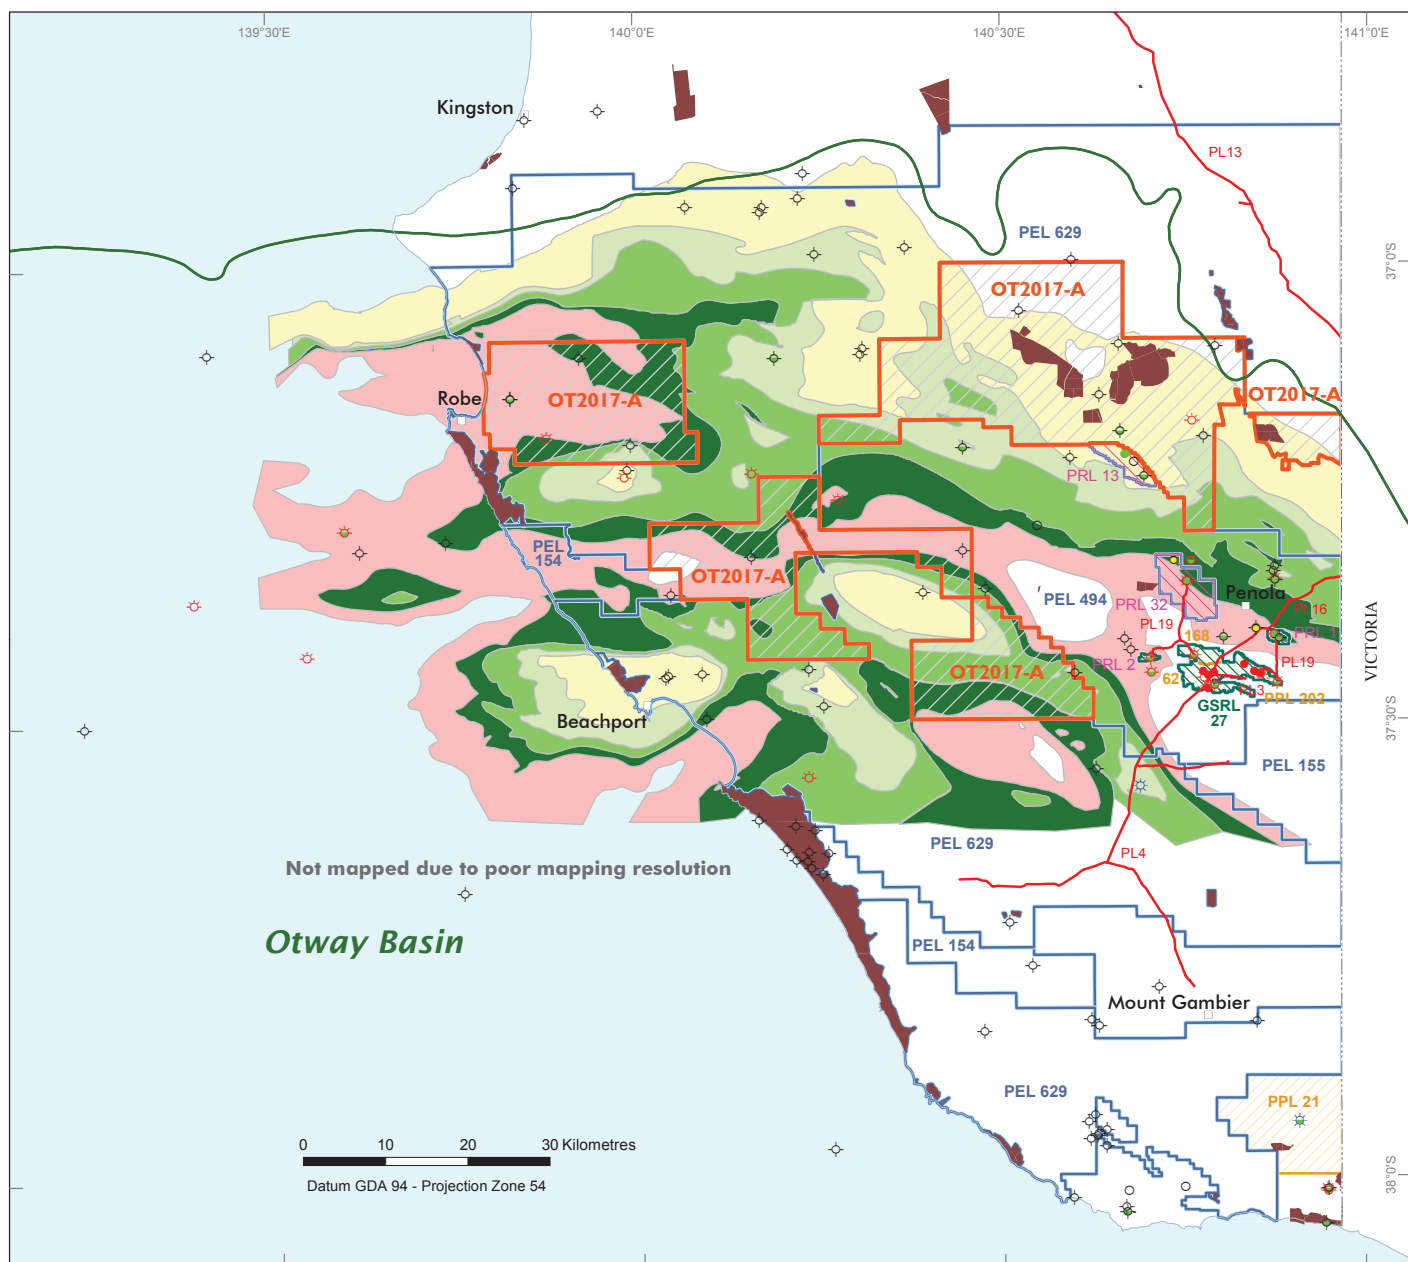 139°30'E
140°0'E
140°30'E
141°0'E
Kingston
PL13
PEL 629
37°0'S
OT2017-A
OT2017-A
Robe
OT2017-A
PRL 13
PEL
154
OT2017-A
PEL 494
PRL 32
Penola
PL16
PL19
168
PRL 1
PRL 2
PL19
62
PPL 202
OT2017-A
GSRL
27
VICTORIA
Beachport
37°30'S
PEL 155
PEL 629
PL4
Not mapped due to poor mapping resolution
Otway Basin
PEL 154
Mount Gambier
PEL 629
PPL 21
0 10 20 30 Kilometres
Datum GDA 94 - Projection Zone 54
38°0'S